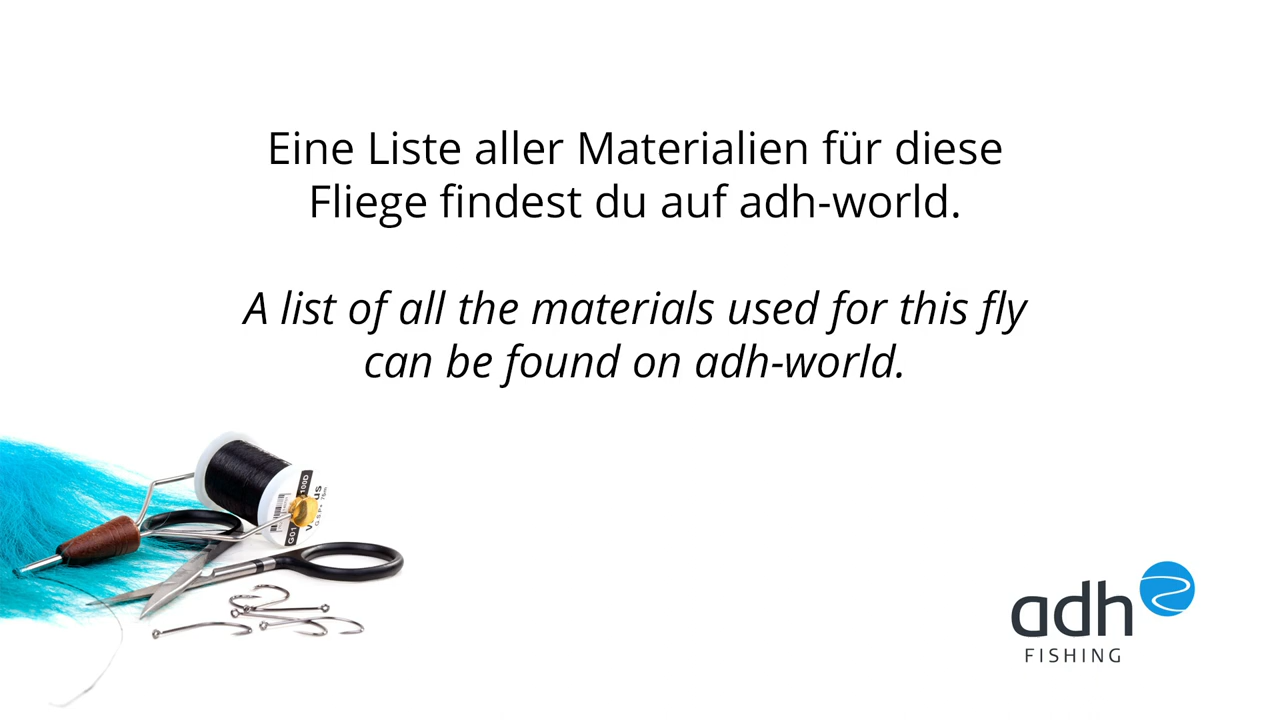 Eine Liste aller Materialien für diese
Fliege findest du auf adh-world.
A list of all the materials used for this fly
can be found on adh-world.
100D
adh
FISHING